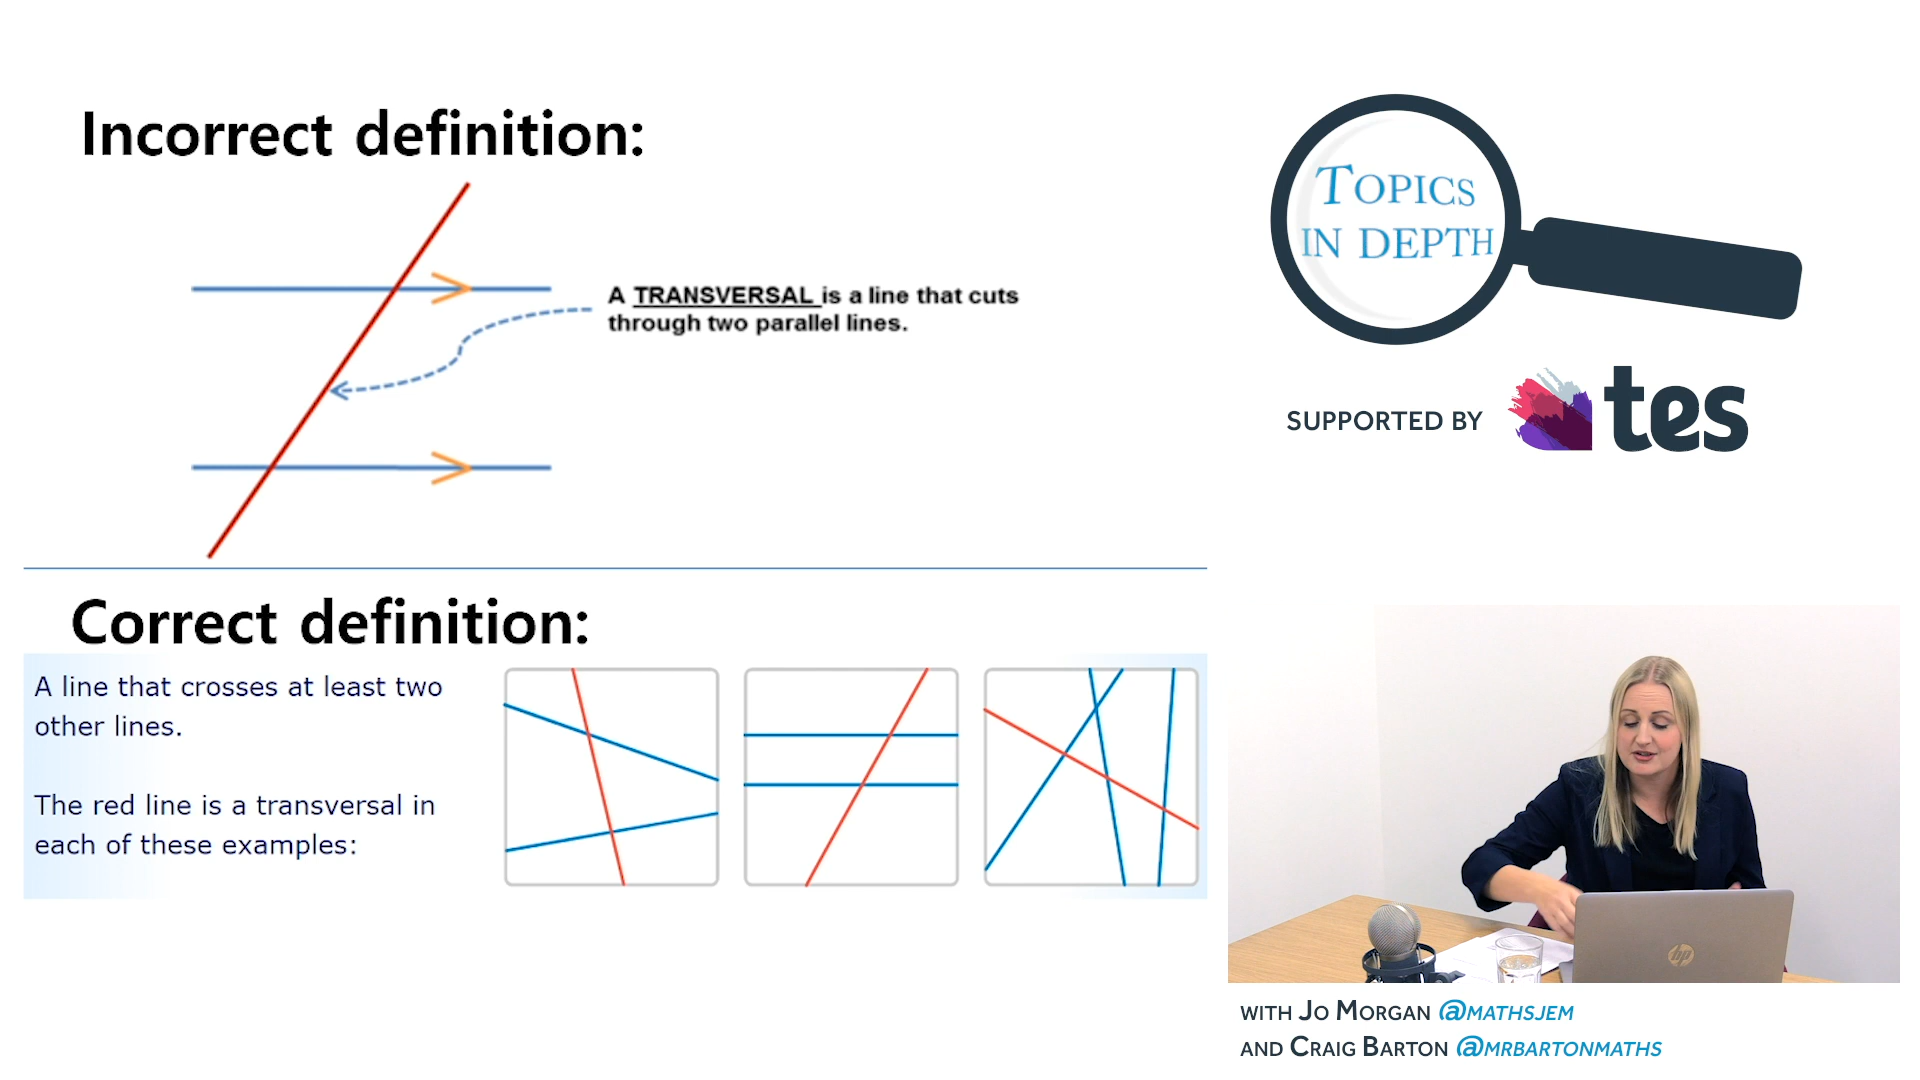 Incorrect definition:
A TRANSVERSAL is a line that cuts
through two parallel lines.
Correct definition:
A line that crosses at least two
other lines.
The red line is a transversal in
each of these examples:
TOPICS
IN DEPTH
SUPPORTED BY
tes
hp
WITH JO MORGAN @MATHSJEM
AND CRAIG BARTON @MRBARTONMATHS